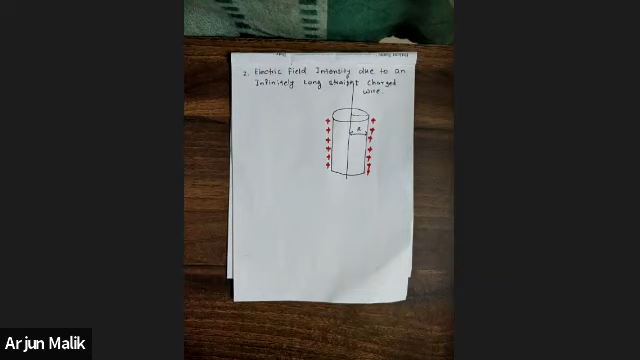 2. Electric Field Intensity due to an
Infinitely Long straight charged
wire.
R
Arjun Malik